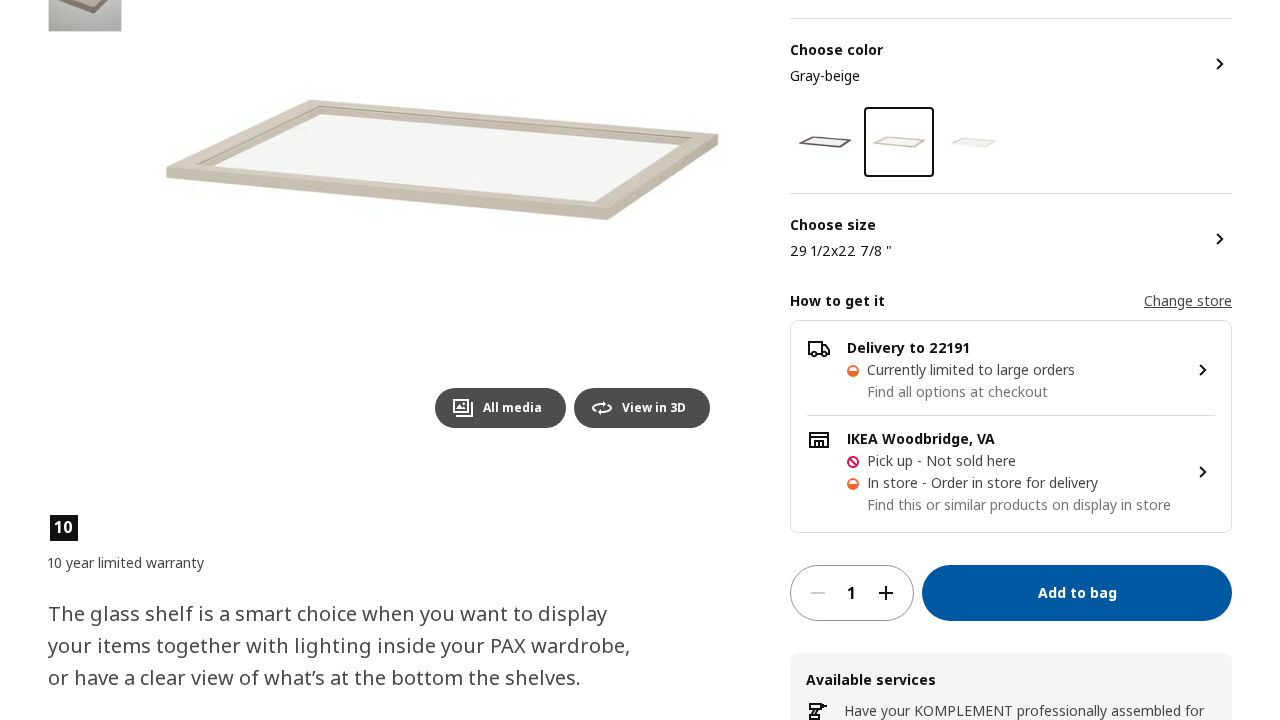 Choose color
Gray-beige
Choose size
29 1/2x22 7/8 "
How to get it
Change store
Delivery to 22191
Currently limited to large orders
Find all options at checkout
IKEA Woodbridge, VA
Pick up - Not sold here
In store - Order in store for delivery
Find this or similar products on display in store
1
Add to bag
Available services
Have your KOMPLEMENT professionally assembled for
All media
View in 3D
10
10 year limited warranty
The glass shelf is a smart choice when you want to display
your items together with lighting inside your PAX wardrobe,
or have a clear view of what’s at the bottom the shelves.